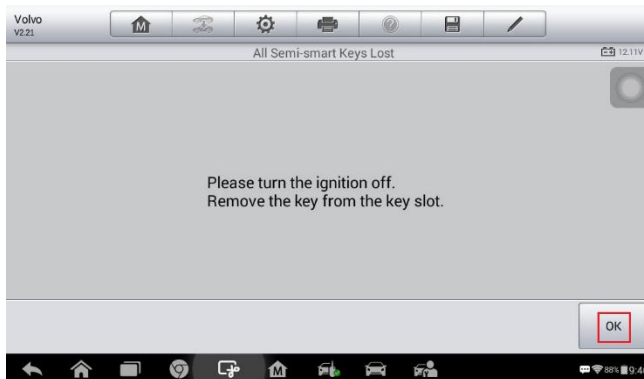 Volvo
V2.21
M
All Semi-smart Keys Lost
12.11V
Please turn the ignition off.
Remove the key from the key slot.
OK
M
88%